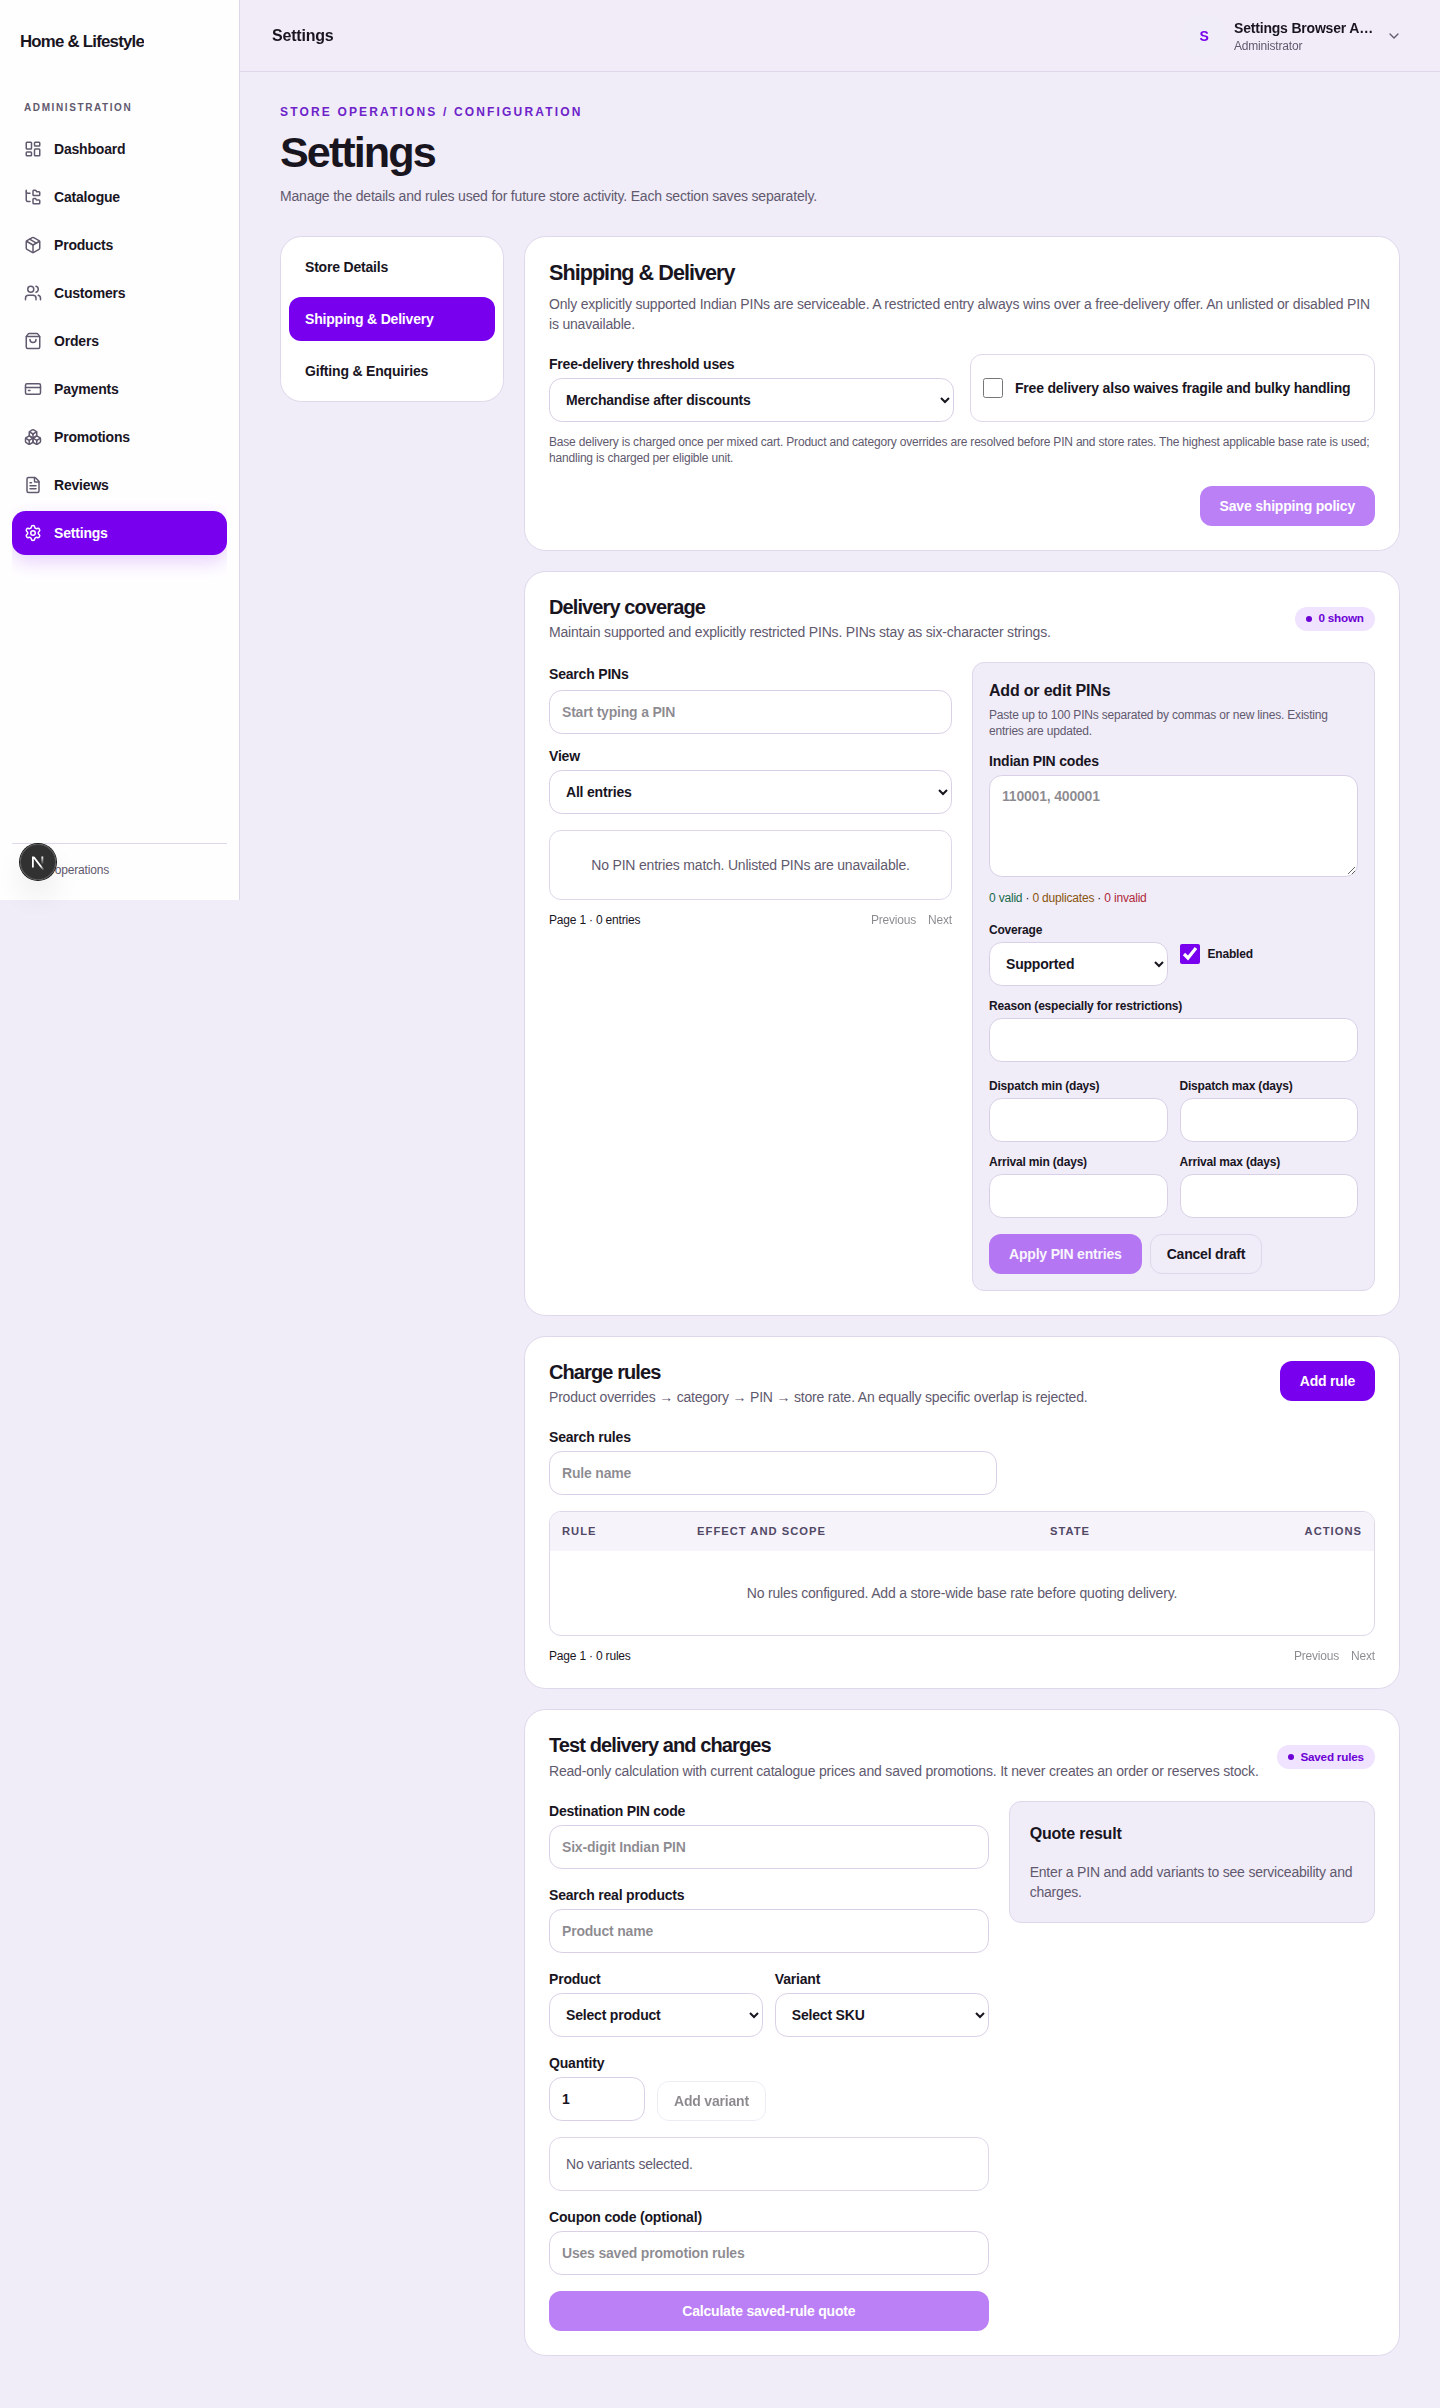 Home & Lifestyle
Settings
S
Settings Browser A…
Administrator
ADMINISTRATION
Dashboard
Catalogue
Products
Customers
Orders
Payments
Promotions
Reviews
Settings
operations
STORE OPERATIONS / CONFIGURATION
Settings
Manage the details and rules used for future store activity. Each section saves separately.
Store Details
Shipping & Delivery
Gifting & Enquiries
Shipping & Delivery
Only explicitly supported Indian PINs are serviceable. A restricted entry always wins over a free-delivery offer. An unlisted or disabled PIN
is unavailable.
Free-delivery threshold uses
Merchandise after discounts
Free delivery also waives fragile and bulky handling
Base delivery is charged once per mixed cart. Product and category overrides are resolved before PIN and store rates. The highest applicable base rate is used;
handling is charged per eligible unit.
Save shipping policy
Delivery coverage
Maintain supported and explicitly restricted PINs. PINs stay as six-character strings.
0 shown
Search PINs
Start typing a PIN
View
All entries
No PIN entries match. Unlisted PINs are unavailable.
Page 1 · 0 entries
Previous Next
Add or edit PINs
Paste up to 100 PINs separated by commas or new lines. Existing
entries are updated.
Indian PIN codes
110001, 400001
0 valid · 0 duplicates · 0 invalid
Coverage
Supported
Enabled
Reason (especially for restrictions)
Dispatch min (days)
Dispatch max (days)
Arrival min (days)
Arrival max (days)
Apply PIN entries
Cancel draft
Charge rules
Product overrides → category → PIN → store rate. An equally specific overlap is rejected.
Add rule
Search rules
Rule name
RULE EFFECT AND SCOPE STATE ACTIONS
No rules configured. Add a store-wide base rate before quoting delivery.
Page 1 · 0 rules
Previous Next
Test delivery and charges
Read-only calculation with current catalogue prices and saved promotions. It never creates an order or reserves stock.
Saved rules
Destination PIN code
Six-digit Indian PIN
Search real products
Product name
Product
Select product
Variant
Select SKU
Quantity
1
Add variant
No variants selected.
Coupon code (optional)
Uses saved promotion rules
Calculate saved-rule quote
Quote result
Enter a PIN and add variants to see serviceability and
charges.